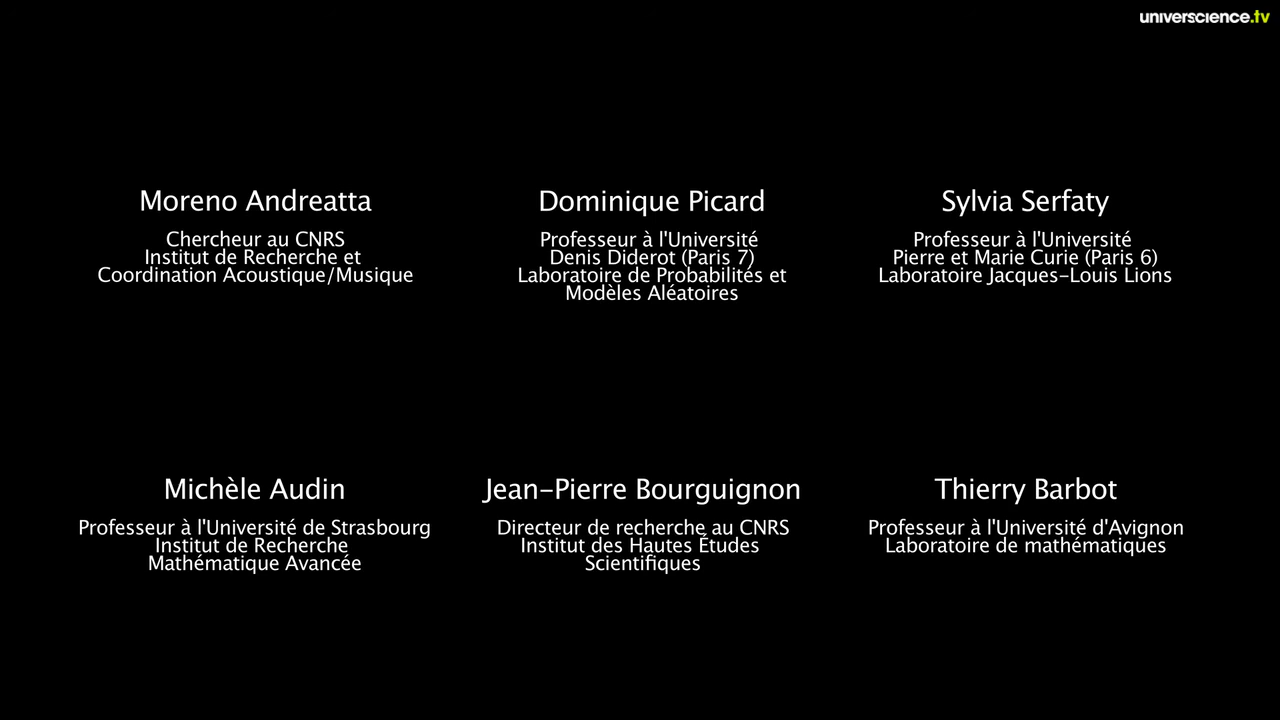 universcience.tv
Moreno Andreatta
Chercheur au CNRS
Institut de Recherche et
Coordination Acoustique/Musique
Dominique Picard
Professeur à l'Université
Denis Diderot (Paris 7)
Laboratoire de Probabilités et
Modèles Aléatoires
Sylvia Serfaty
Professeur à l'Université
Pierre et Marie Curie (Paris 6)
Laboratoire Jacques-Louis Lions
Michèle Audin
Professeur à l'Université de Strasbourg
Institut de Recherche
Mathématique Avancée
Jean-Pierre Bourguignon
Directeur de recherche au CNRS
Institut des Hautes Études
Scientifiques
Thierry Barbot
Professeur à l'Université d'Avignon
Laboratoire de mathématiques